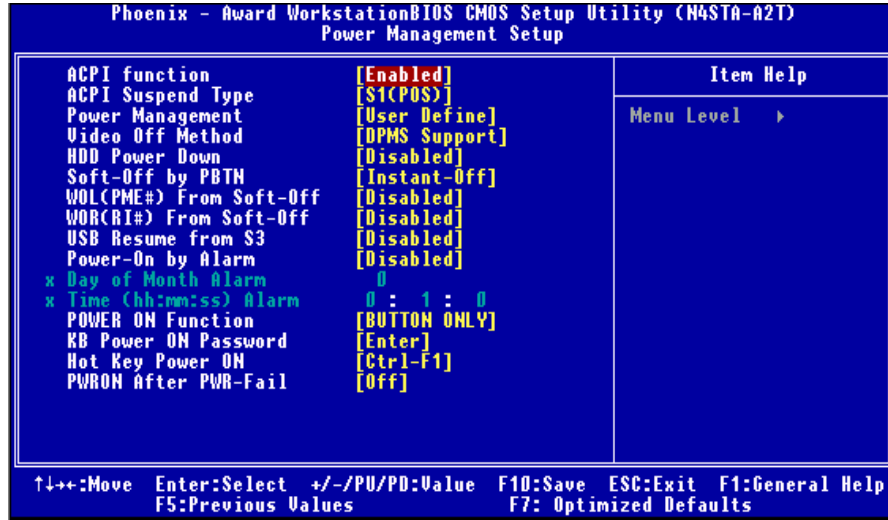 Phoenix - Award WorkstationBIOS CMOS Setup Utility (N4STA-A2T)
Power Management Setup
ACPI function [Enabled]
ACPI Suspend Type [S1(POS)]
Power Management [User Define]
Video Off Method [DPMS Support]
HDD Power Down [Disabled]
Soft-Off by PBTN [Instant-Off]
WOL(PME#) From Soft-Off [Disabled]
WOR(RI#) From Soft-Off [Disabled]
USB Resume from S3 [Disabled]
Power-On by Alarm [Disabled]
x Day of Month Alarm 0
x Time (hh:mm:ss) Alarm 0 : 1 : 0
POWER ON Function [BUTTON ONLY]
KB Power ON Password [Enter]
Hot Key Power ON [Ctrl-F1]
PWRON After PWR-Fail [Off]
Item Help
Menu Level ▸
↑↓→←:Move Enter:Select +/-/PU/PD:Value F10:Save ESC:Exit F1:General Help
F5:Previous Values F7: Optimized Defaults